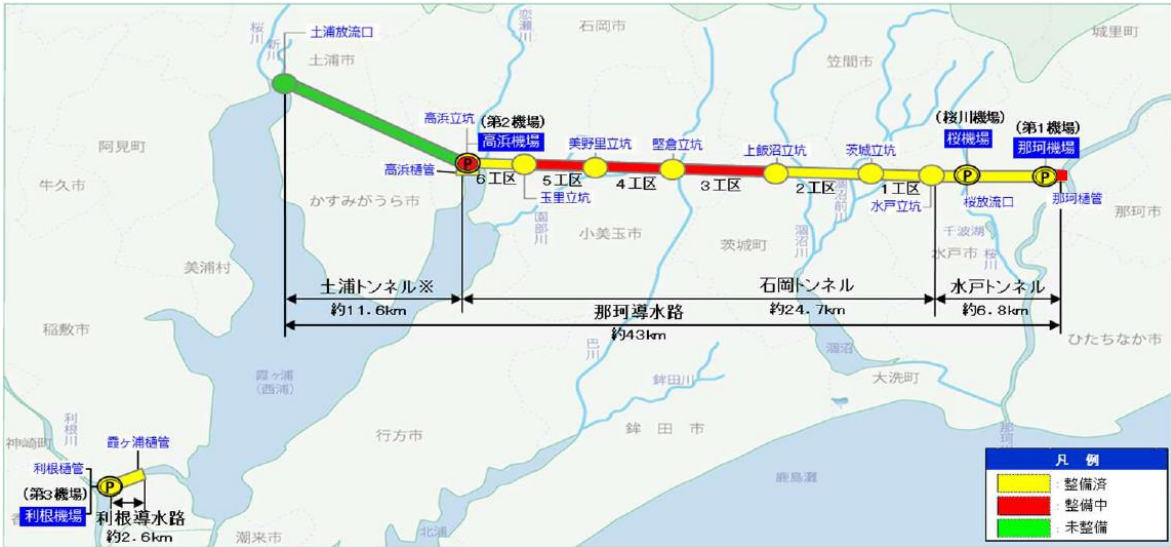 土浦放流口
桜川
新川
土浦市
恋瀬川
石岡市
笠間市
城里町
阿見町
牛久市
高浜立坑
(第2機場)
高浜機場
高浜樋管
美野里立坑
堅倉立坑
上飯沼立坑
茨城立坑
(桜川機場)
桜機場
(第1機場)
那珂機場
P
P
P
6工区
5工区
4工区
3工区
2工区
1工区
玉里立坑
水戸立坑
桜放流口
那珂樋管
涸沼前川
涸沼川
園部川
かすみがうら市
小美玉市
茨城町
千波湖
水戸市
桜川
那珂市
美浦村
土浦トンネル※
約11.6km
石岡トンネル
約24.7km
水戸トンネル
約6.8km
那珂導水路
約43km
稲敷市
ひたちなか市
霞ヶ浦
(西浦)
巴川
鉾田川
涸沼
大洗町
利根川
神崎町
霞ヶ浦樋管
行方市
鉾田市
利根樋管
P
(第3機場)
利根機場
利根導水路
約2.6km
潮来市
北浦
鹿島灘
凡 例
：整備済
：整備中
：未整備